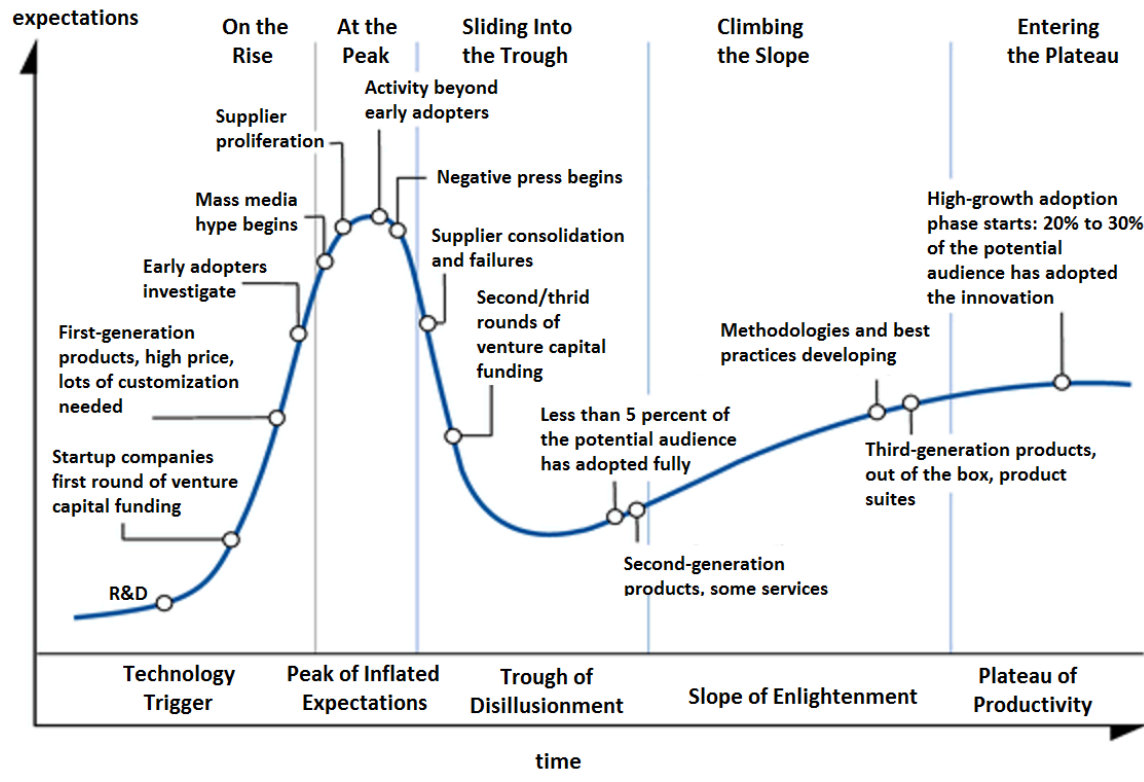 expectations
On the
Rise
At the
Peak
Sliding Into
the Trough
Climbing
the Slope
Entering
the Plateau
Activity beyond
early adopters
Supplier
proliferation
Negative press begins
Mass media
hype begins
High-growth adoption
phase starts: 20% to 30%
of the potential
audience has adopted
the innovation
Supplier consolidation
and failures
Early adopters
investigate
Second/thrid
rounds of
venture capital
funding
First-generation
products, high price,
lots of customization
needed
Methodologies and best
practices developing
Less than 5 percent of
the potential audience
has adopted fully
Third-generation products,
out of the box, product
suites
Startup companies
first round of venture
capital funding
Second-generation
products, some services
R&D
Technology
Trigger
Peak of Inflated
Expectations
Trough of
Disillusionment
Slope of Enlightenment
Plateau of
Productivity
time